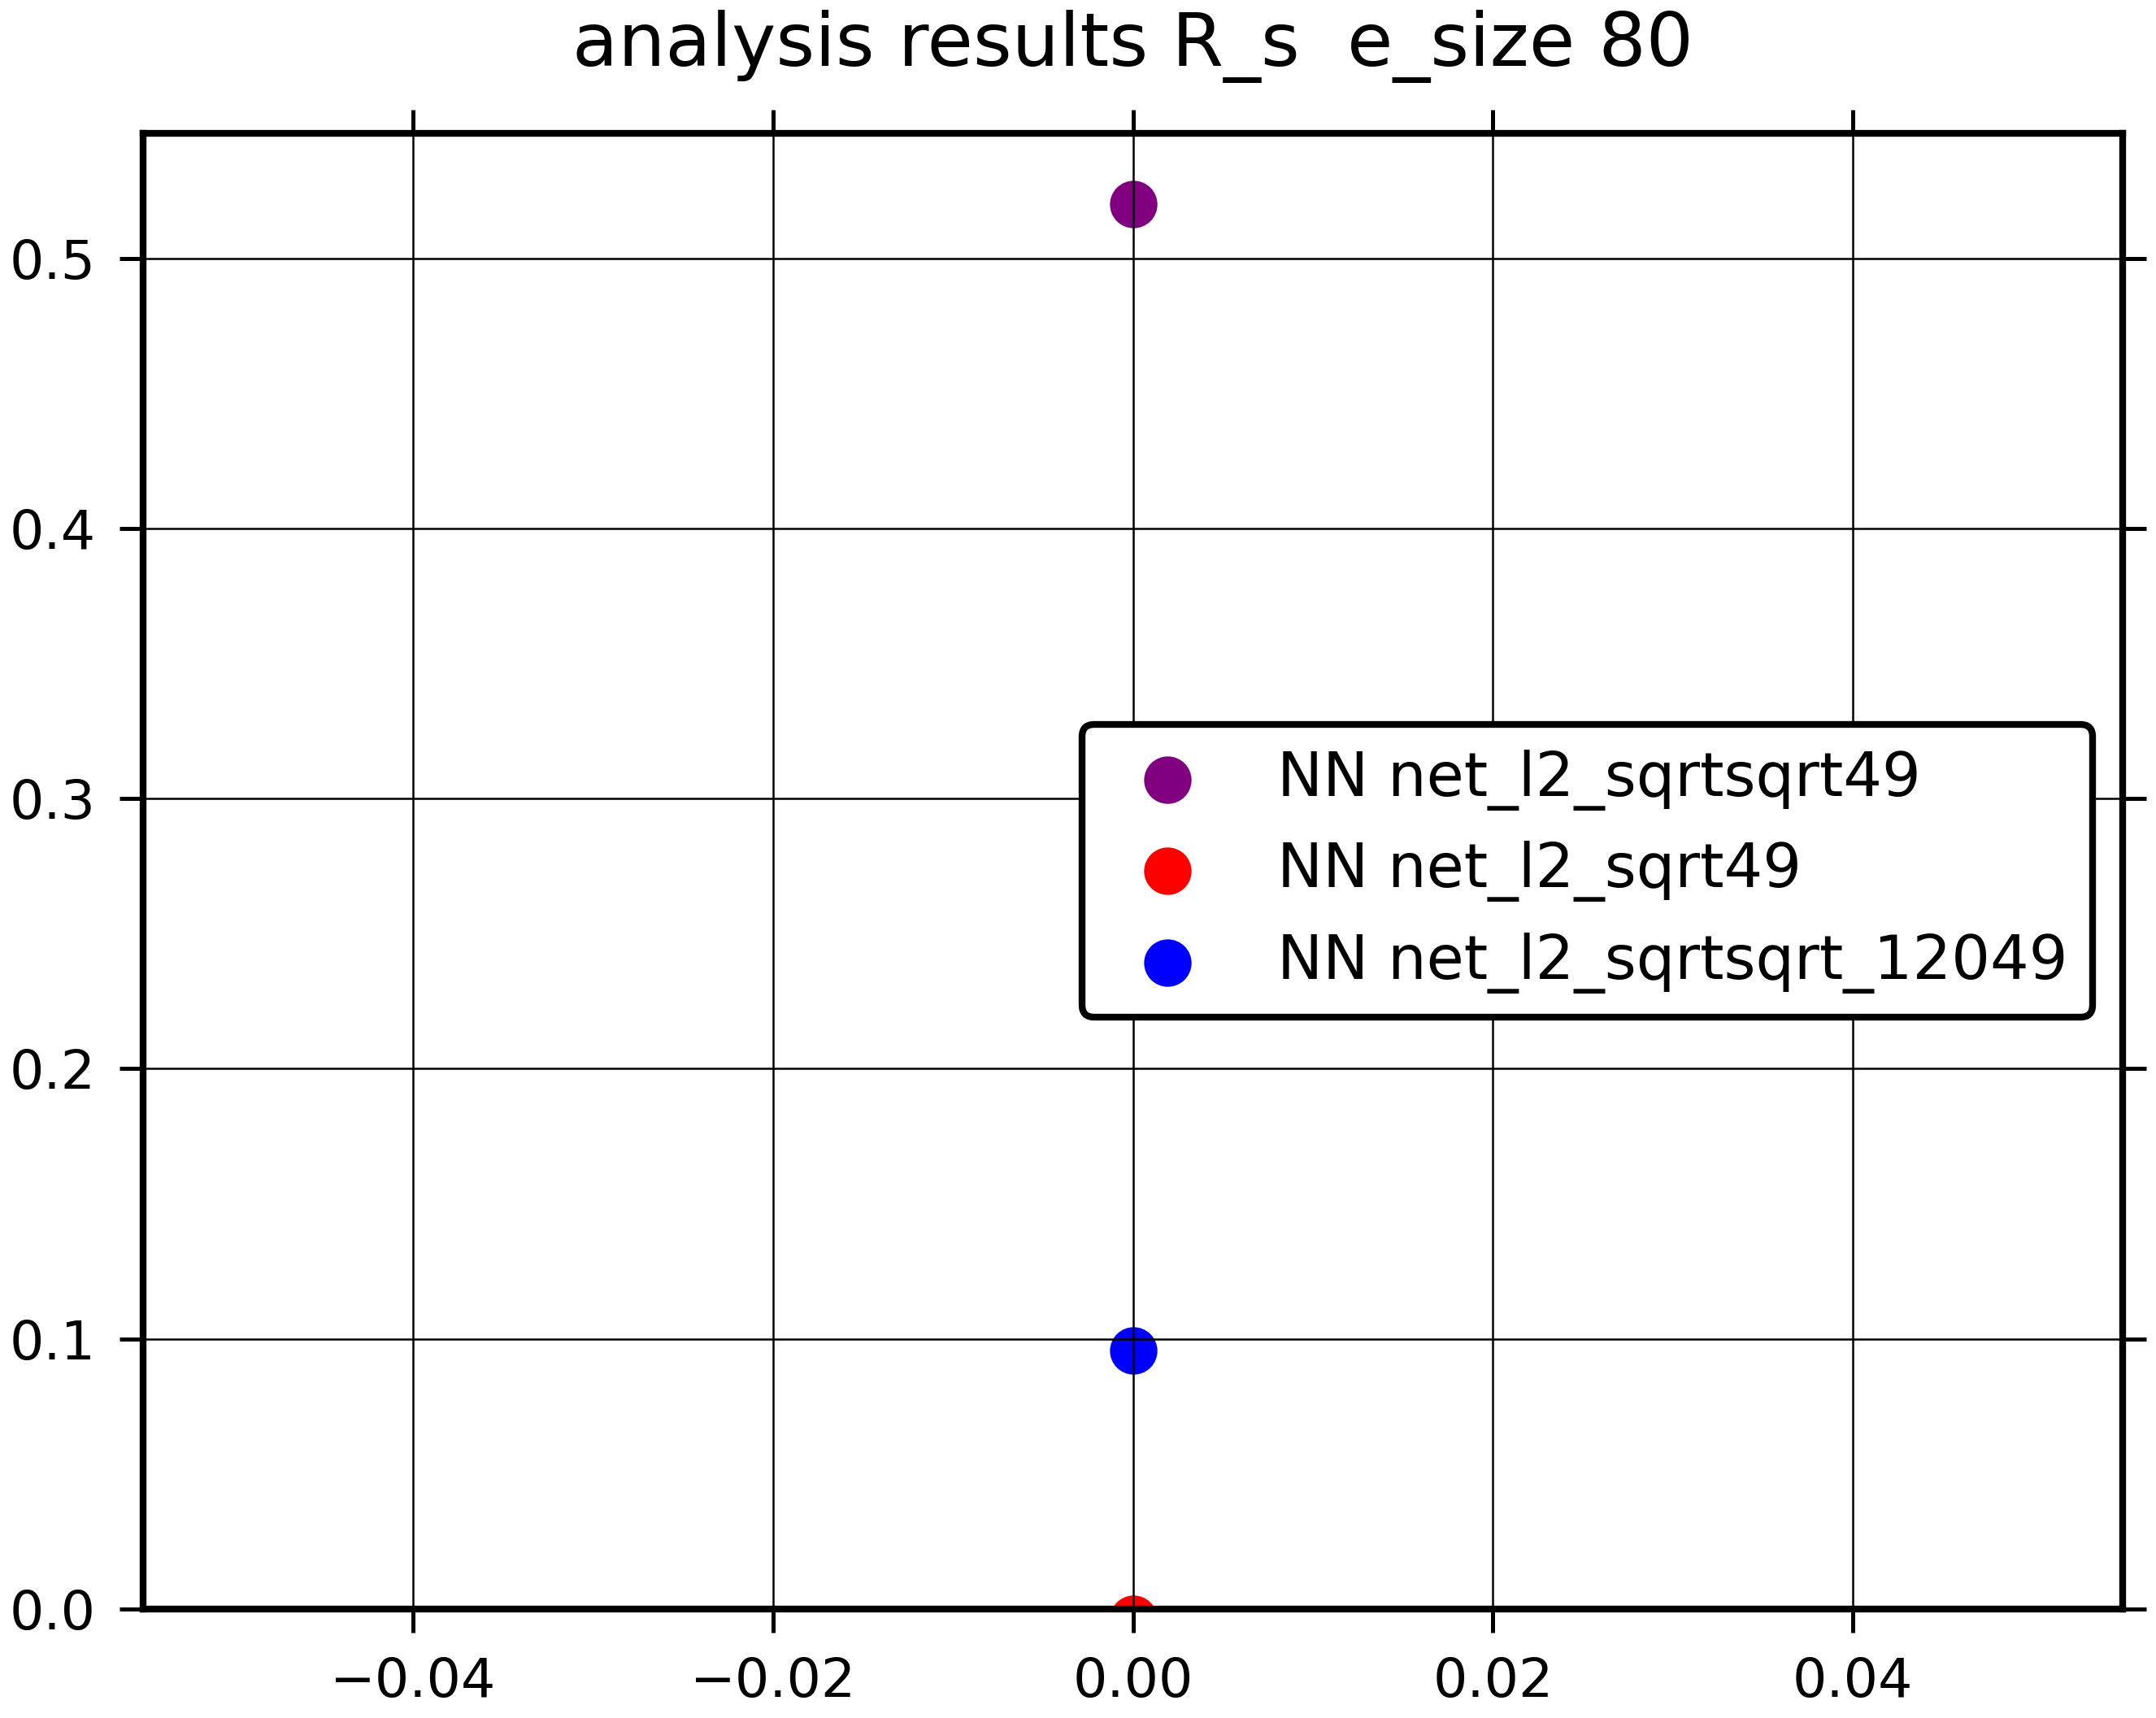 analysis results R_s  e_size 80
0.5
0.4
0.3
0.2
0.1
0.0
NN net_l2_sqrtsqrt49
NN net_l2_sqrt49
NN net_l2_sqrtsqrt_12049
−0.04 −0.02 0.00 0.02 0.04